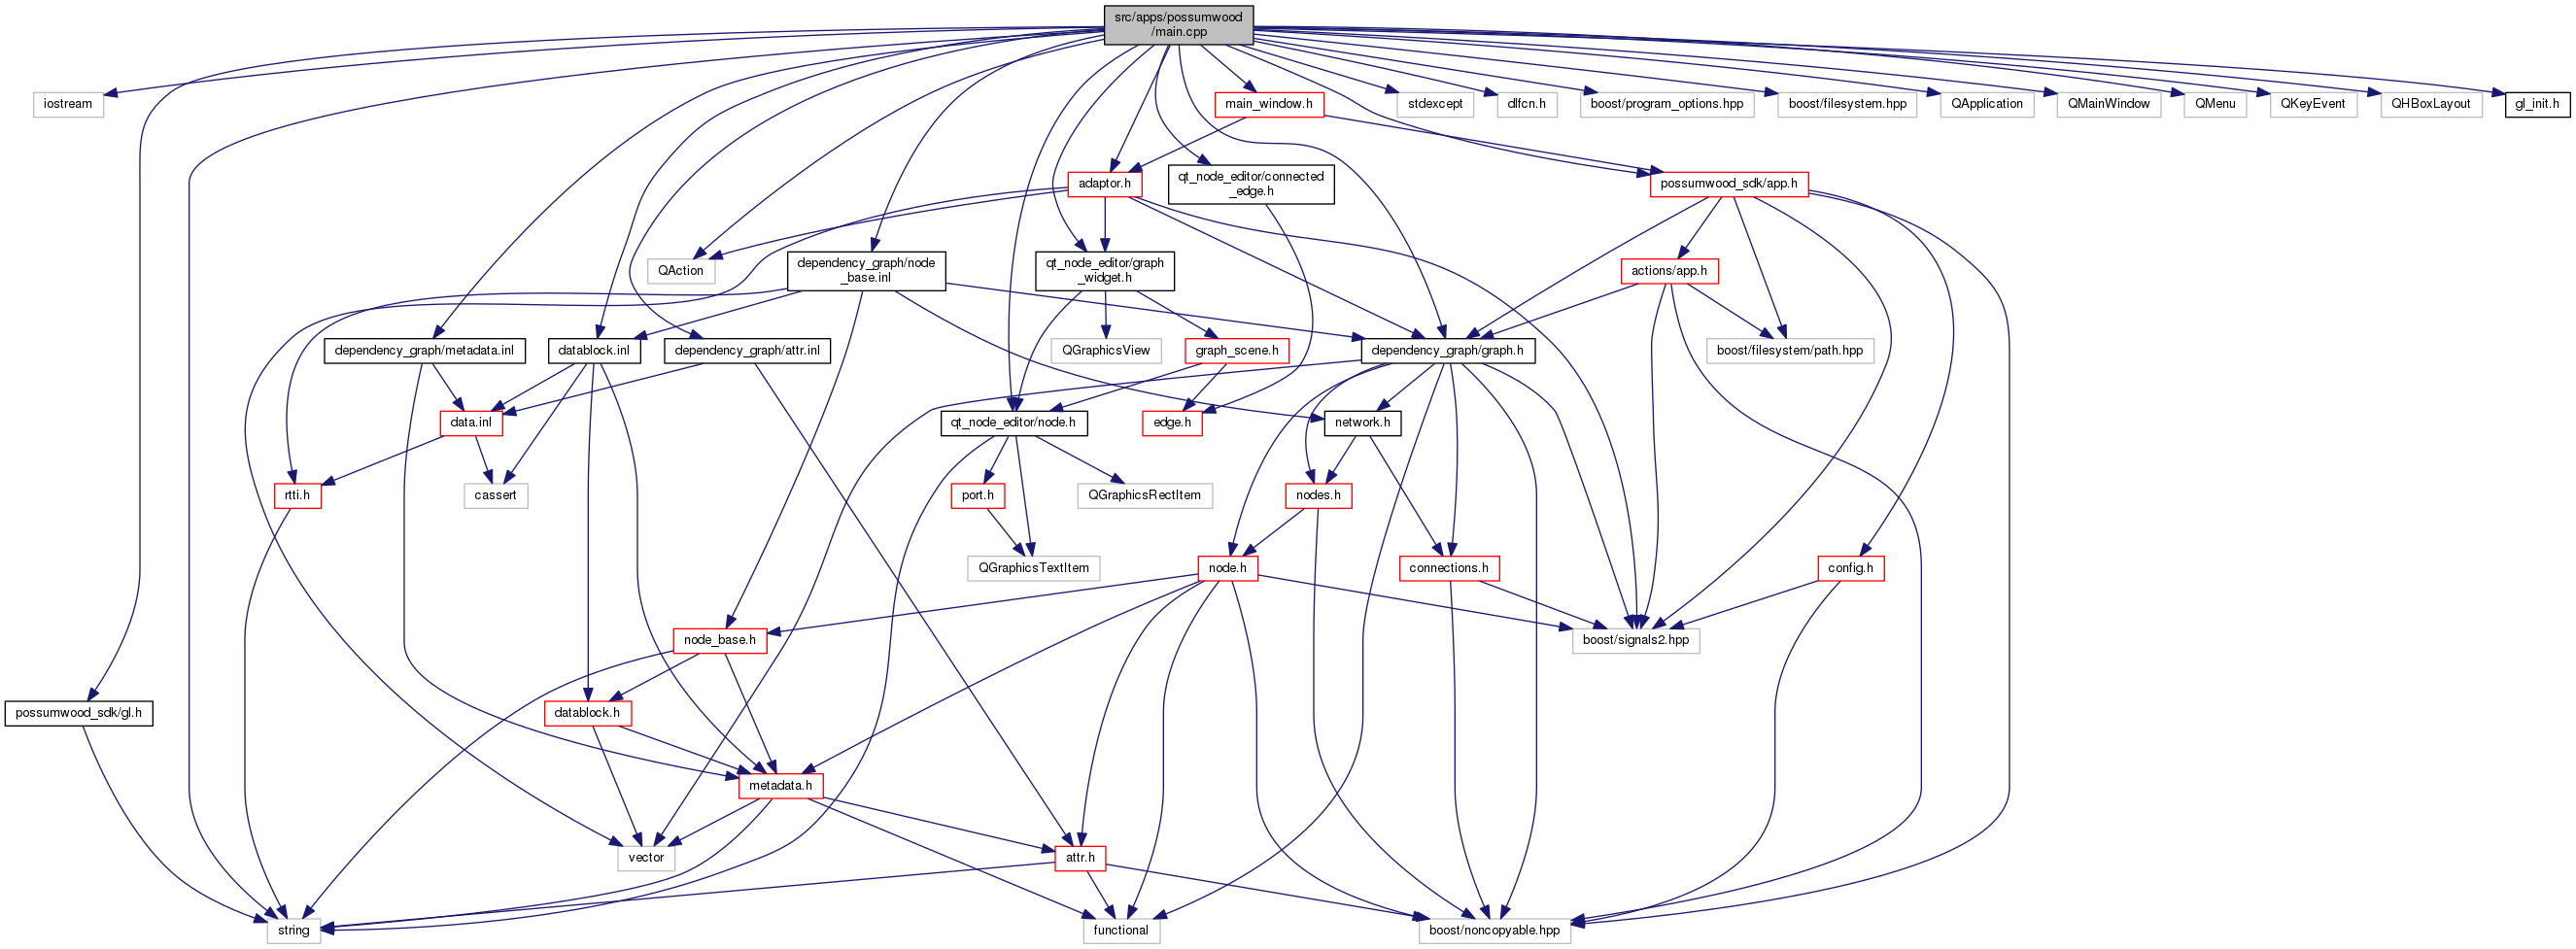 src/apps/possumwood
/main.cpp
iostream
main_window.h
stdexcept
dlfcn.h
boost/program_options.hpp
boost/filesystem.hpp
QApplication
QMainWindow
QMenu
QKeyEvent
QHBoxLayout
gl_init.h
adaptor.h
qt_node_editor/connected
_edge.h
possumwood_sdk/app.h
QAction
dependency_graph/node
_base.inl
qt_node_editor/graph
_widget.h
actions/app.h
dependency_graph/metadata.inl
datablock.inl
dependency_graph/attr.inl
QGraphicsView
graph_scene.h
dependency_graph/graph.h
boost/filesystem/path.hpp
data.inl
qt_node_editor/node.h
edge.h
network.h
rtti.h
cassert
port.h
QGraphicsRectItem
nodes.h
QGraphicsTextItem
node.h
connections.h
config.h
node_base.h
boost/signals2.hpp
possumwood_sdk/gl.h
datablock.h
metadata.h
vector
attr.h
string
functional
boost/noncopyable.hpp